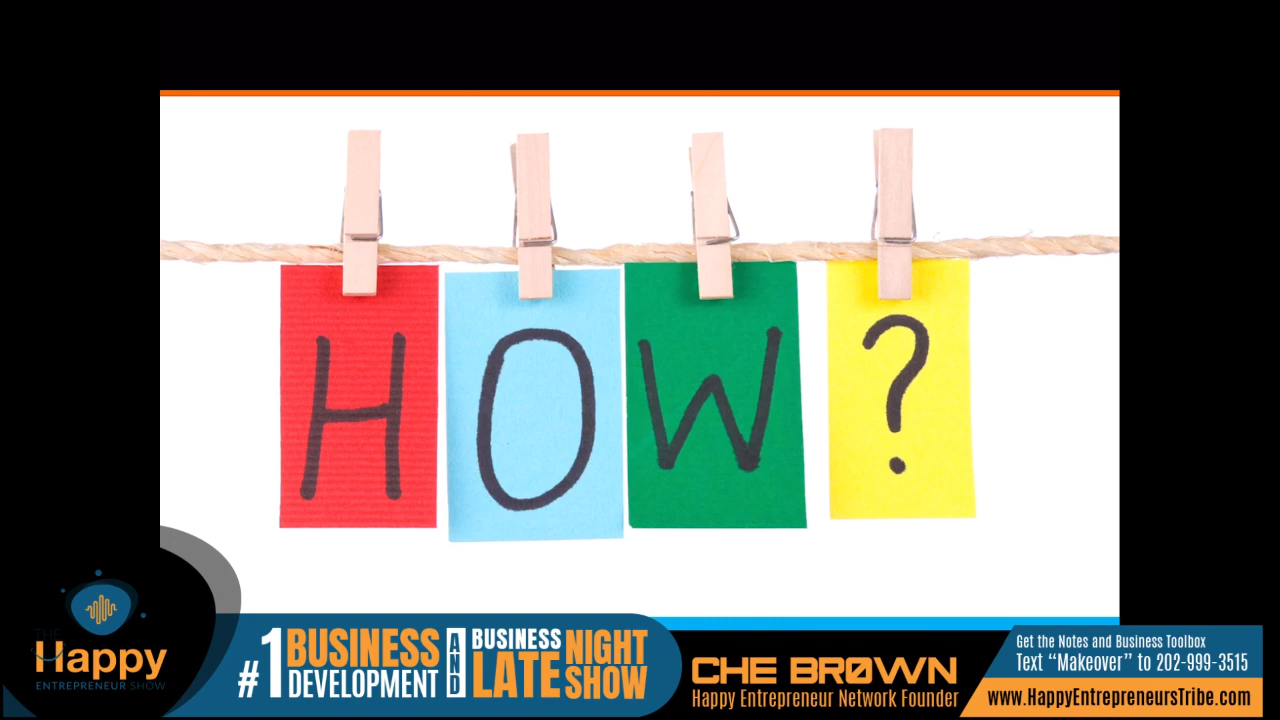 HOW?
THE
Happy
ENTREPRENEUR SHOW
#1 BUSINESS DEVELOPMENT
AND
BUSINESS LATE NIGHT SHOW
CHE BRØWN
Happy Entrepreneur Network Founder
Get the Notes and Business Toolbox
Text “Makeover” to 202-999-3515
www.HappyEntrepreneursTribe.com